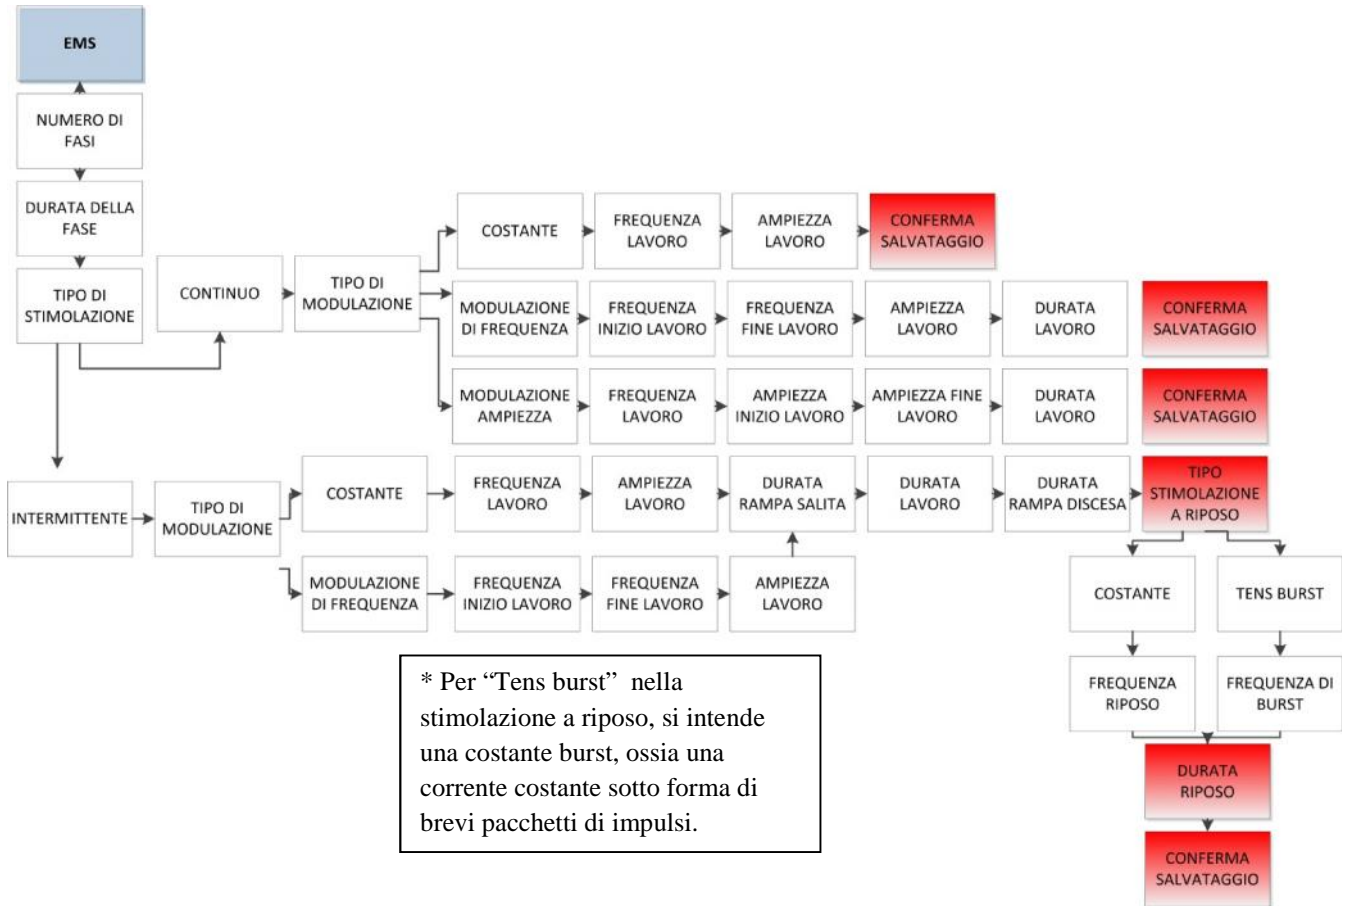 EMS
NUMERO DI
FASI
DURATA DELLA
FASE
TIPO DI
STIMOLAZIONE
CONTINUO
TIPO DI
MODULAZIONE
COSTANTE
FREQUENZA
LAVORO
AMPIEZZA
LAVORO
CONFERMA
SALVATAGGIO
MODULAZIONE
DI FREQUENZA
FREQUENZA
INIZIO LAVORO
FREQUENZA
FINE LAVORO
AMPIEZZA
LAVORO
DURATA
LAVORO
CONFERMA
SALVATAGGIO
MODULAZIONE
AMPIEZZA
FREQUENZA
LAVORO
AMPIEZZA
INIZIO LAVORO
AMPIEZZA FINE
LAVORO
DURATA
LAVORO
CONFERMA
SALVATAGGIO
INTERMITTENTE
TIPO DI
MODULAZIONE
COSTANTE
FREQUENZA
LAVORO
AMPIEZZA
LAVORO
DURATA
RAMPA SALITA
DURATA
LAVORO
DURATA
RAMPA DISCESA
TIPO
STIMOLAZIONE
A RIPOSO
MODULAZIONE
DI FREQUENZA
FREQUENZA
INIZIO LAVORO
FREQUENZA
FINE LAVORO
AMPIEZZA
LAVORO
COSTANTE
TENS BURST
FREQUENZA
RIPOSO
FREQUENZA DI
BURST
DURATA
RIPOSO
CONFERMA
SALVATAGGIO
* Per “Tens burst” nella
stimolazione a riposo, si intende
una costante burst, ossia una
corrente costante sotto forma di
brevi pacchetti di impulsi.